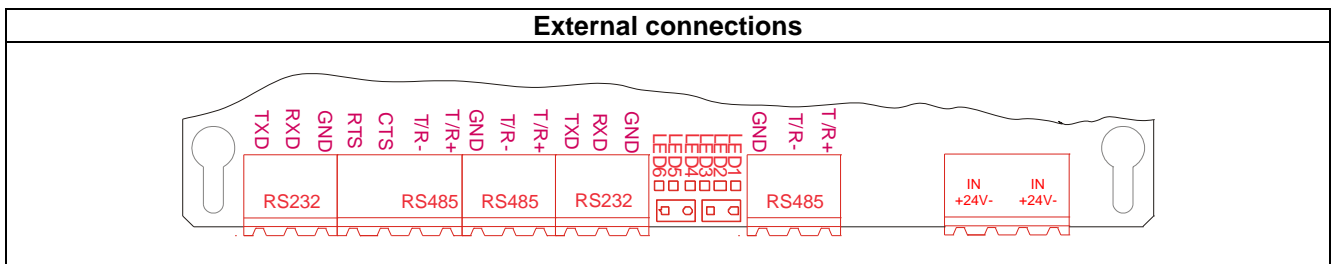 External connections
TXD
RXD
GND
RTS
CTS
T/R-
T/R+
GND
T/R-
T/R+
TXD
RXD
GND
LED6
LED5
LED4
LED3
LED2
LED1
GND
T/R-
T/R+
RS232
RS485
RS485
RS232
RS485
IN
+24V-
IN
+24V-